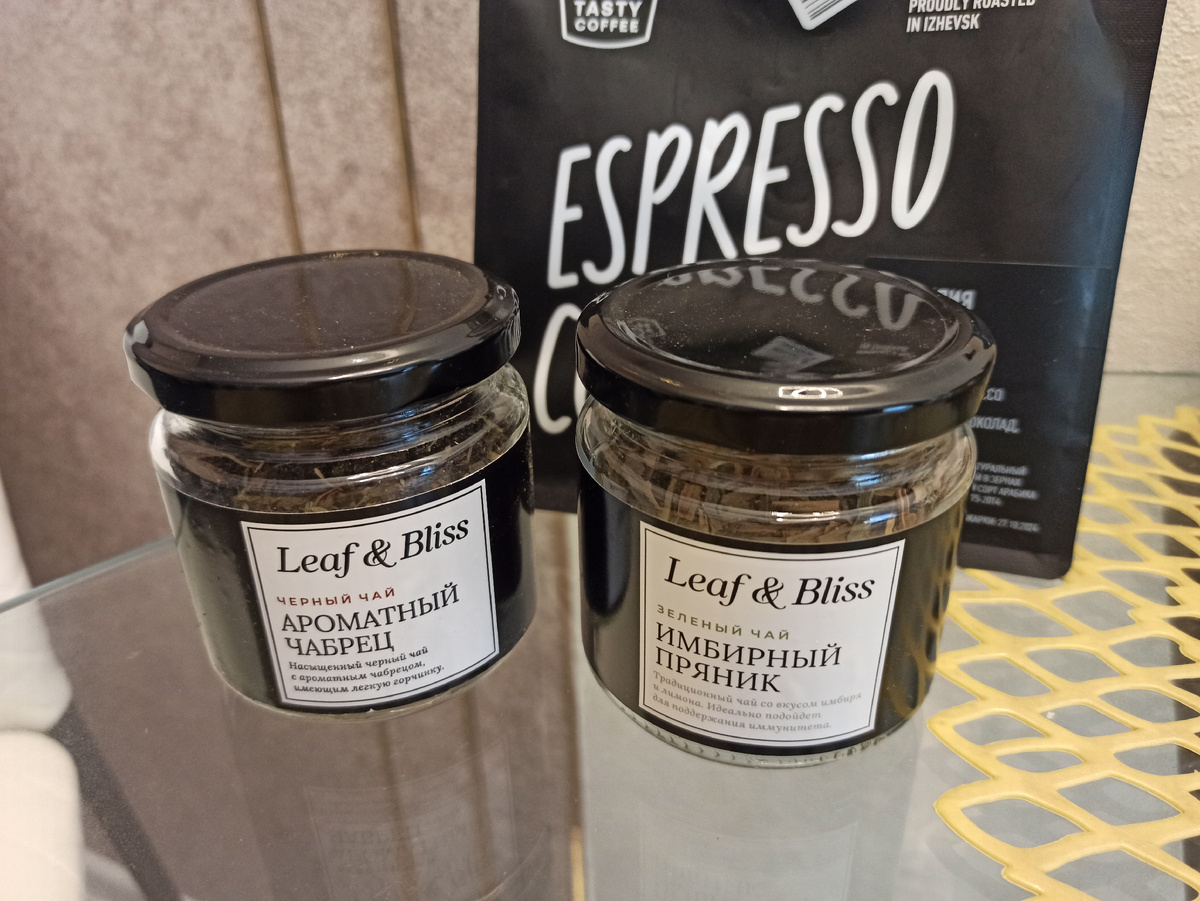 TASTY
COFFEE
PROUDLY ROASTED
IN IZHEVSK
ESPRESSO
Leaf & Bliss
ЧЕРНЫЙ ЧАЙ
АРОМАТНЫЙ
ЧАБРЕЦ
Насыщенный черный чай
с ароматным чабрецом,
имеющим легкую горчинку.
Leaf & Bliss
ЗЕЛЕНЫЙ ЧАЙ
ИМБИРНЫЙ
ПРЯНИК
Традиционный чай со вкусом имбиря
и лимона. Идеально подойдет
для поддержания иммунитета.